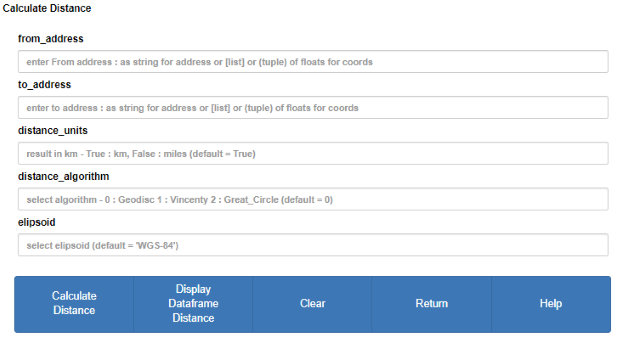 Calculate Distance
from_address
enter From address : as string for address or [list] or (tuple) of floats for coords
to_address
enter to address : as string for address or [list] or (tuple) of floats for coords
distance_units
result in km - True : km, False : miles (default = True)
distance_algorithm
select algorithm - 0 : Geodisc 1 : Vincenty 2 : Great_Circle (default = 0)
elipsoid
select elipsoid (default = 'WGS-84')
Calculate
Distance
Display
Dataframe
Distance
Clear
Return
Help